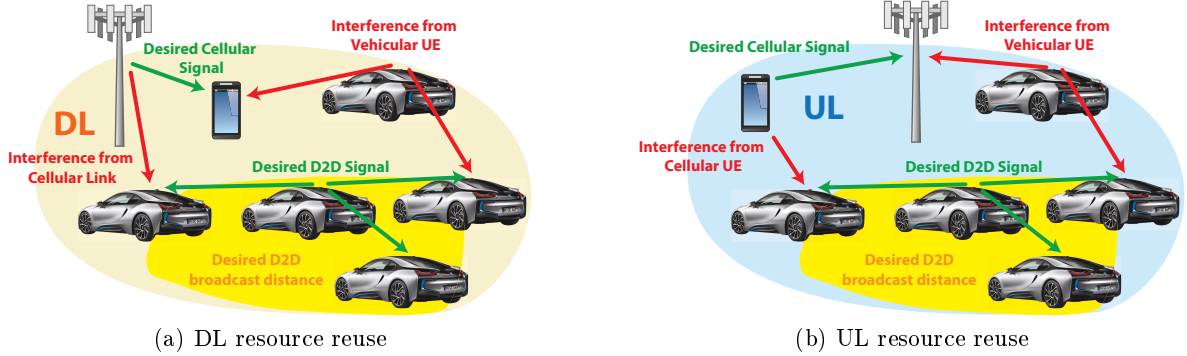 Desired Cellular
Signal
Interference from
Vehicular UE
DL
Interference from
Cellular Link
Desired D2D Signal
Desired D2D
broadcast distance
(a) DL resource reuse
Desired Cellular Signal
Interference from
Vehicular UE
UL
Interference from
Cellular UE
Desired D2D Signal
Desired D2D
broadcast distance
(b) UL resource reuse